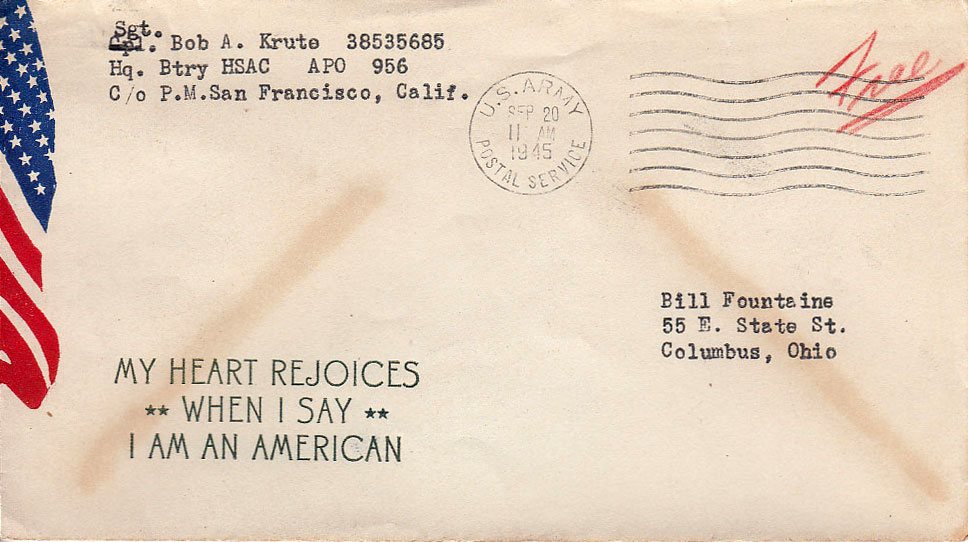 Sgt.
Cpl. Bob A. Krute 38535685
Hq. Btry HSAC APO 956
C/o P.M.San Francisco, Calif.
U.S. ARMY
SEP 20
11 AM
1945
POSTAL SERVICE
Free
Bill Fountaine
55 E. State St.
Columbus, Ohio
MY HEART REJOICES
★★ WHEN I SAY ★★
I AM AN AMERICAN